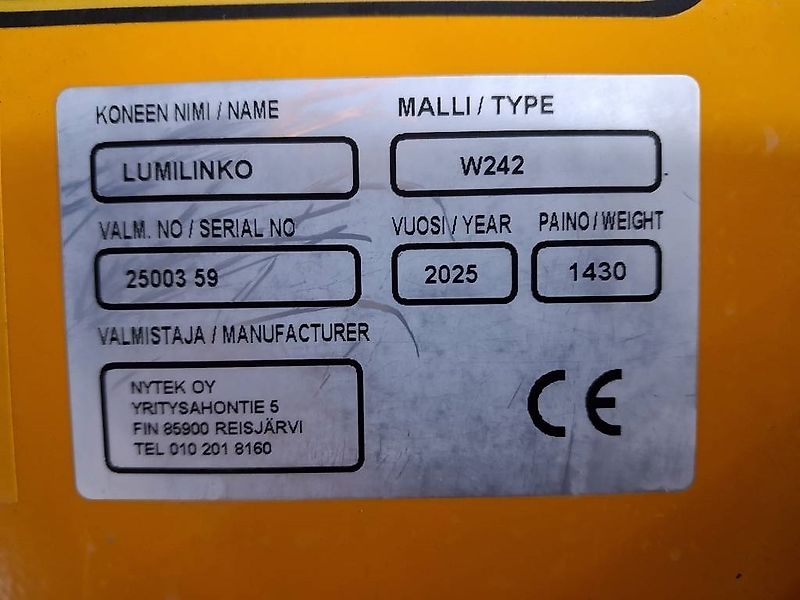 KONEEN NIMI / NAME
MALLI / TYPE
LUMILINKO
W242
VALM. NO / SERIAL NO
VUOSI / YEAR
PAINO / WEIGHT
25003 59
2025
1430
VALMISTAJA / MANUFACTURER
NYTEK OY
YRITYSAHONTIE 5
FIN 85900 REISJÄRVI
TEL 010 201 8160
CE